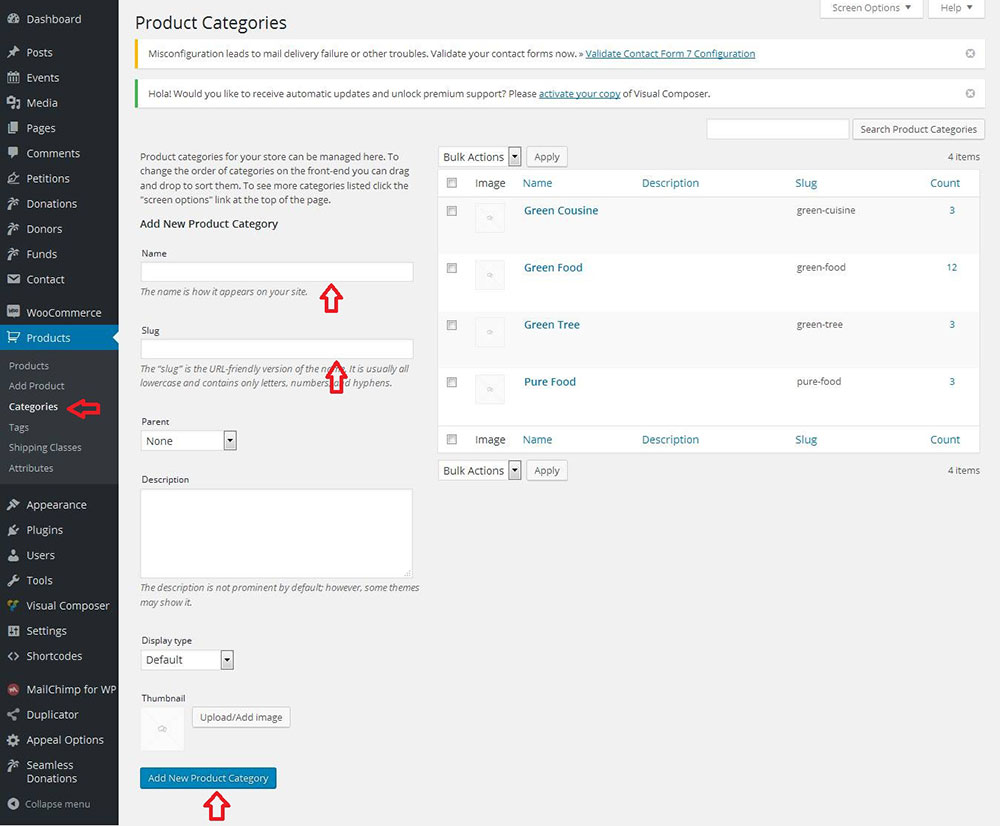 Dashboard
Posts
Events
Media
Pages
Comments
Petitions
Donations
Donors
Funds
Contact
WooCommerce
Products
Products
Add Product
Categories
Tags
Shipping Classes
Attributes
Appearance
Plugins
Users
Tools
Visual Composer
Settings
Shortcodes
MailChimp for WP
Duplicator
Appeal Options
Seamless
Donations
Collapse menu
Screen Options
Help
Product Categories
Misconfiguration leads to mail delivery failure or other troubles. Validate your contact forms now. » Validate Contact Form 7 Configuration
Hola! Would you like to receive automatic updates and unlock premium support? Please activate your copy of Visual Composer.
Search Product Categories
Product categories for your store can be managed here. To
change the order of categories on the front-end you can drag
and drop to sort them. To see more categories listed click the
"screen options" link at the top of the page.
Add New Product Category
Name
The name is how it appears on your site.
Slug
The “slug” is the URL-friendly version of the name. It is usually all
lowercase and contains only letters, numbers, and hyphens.
Parent
None
Description
The description is not prominent by default; however, some themes
may show it.
Display type
Default
Thumbnail
Upload/Add image
Add New Product Category
Bulk Actions Apply 4 items
Image Name Description Slug Count
Green Cousine green-cuisine 3
Green Food green-food 12
Green Tree green-tree 3
Pure Food pure-food 3
Image Name Description Slug Count
Bulk Actions Apply 4 items